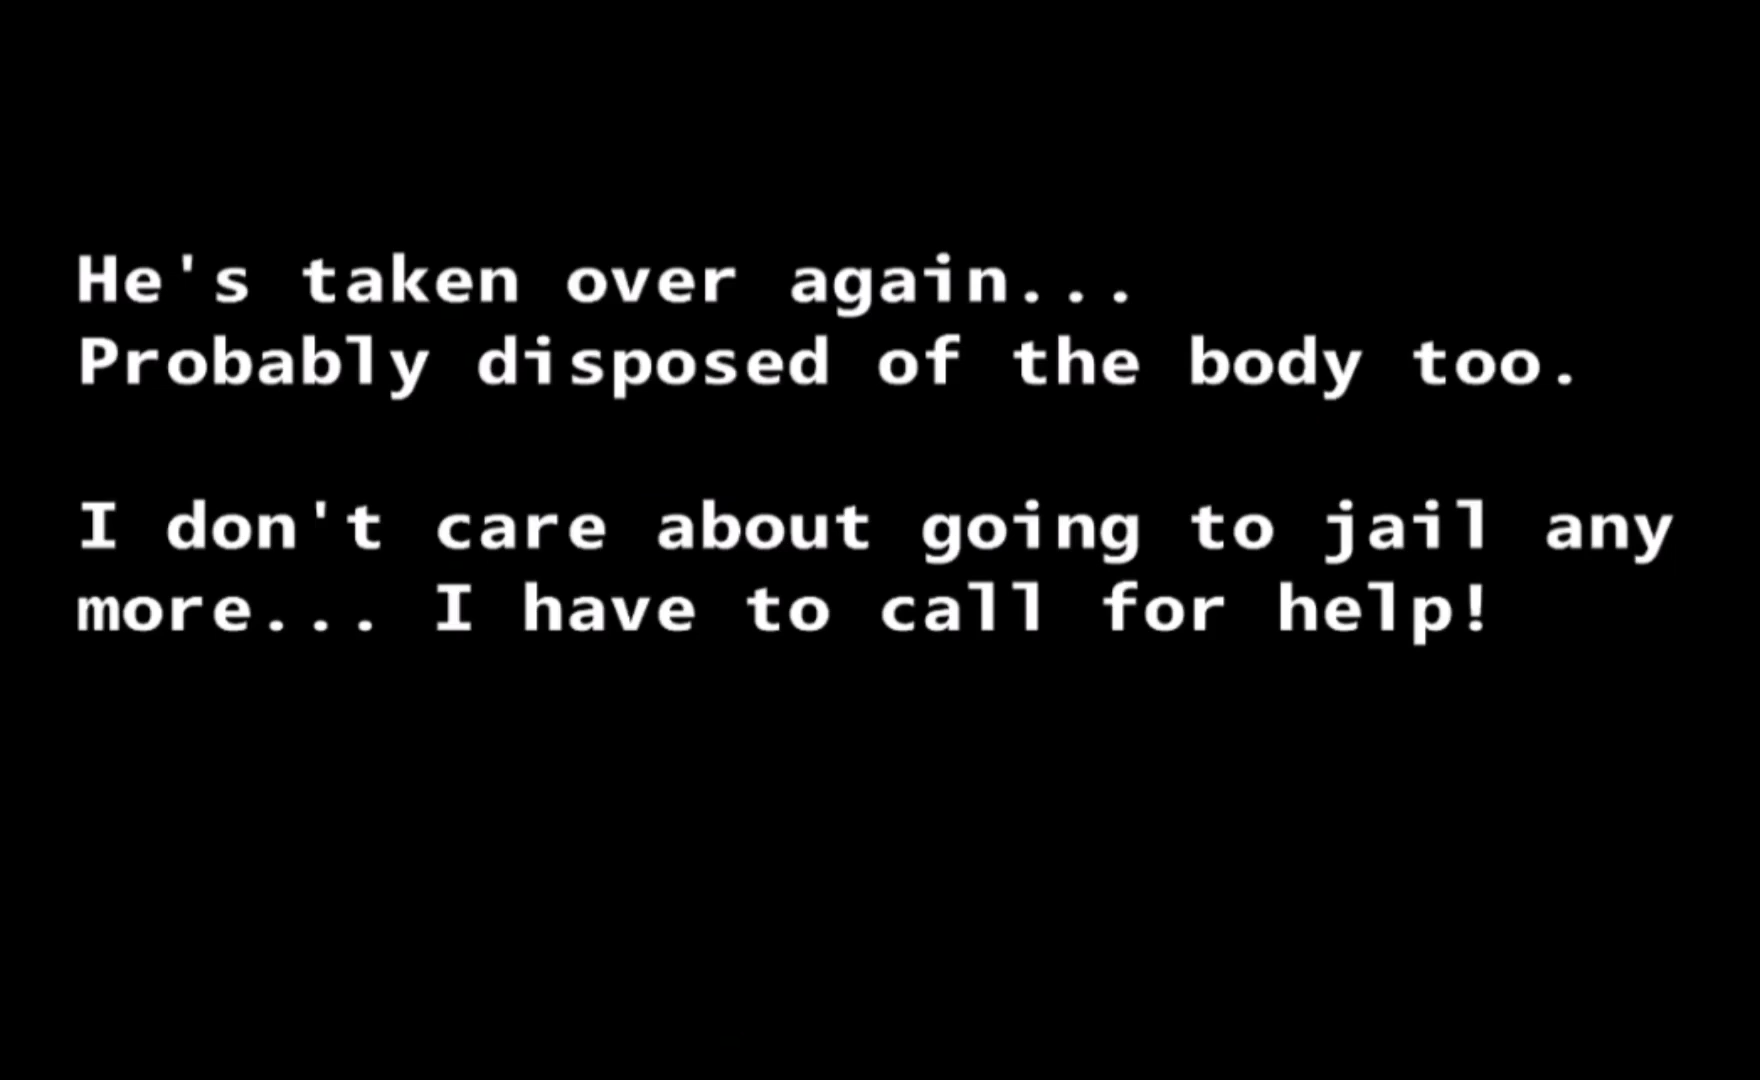 He's taken over again...
Probably disposed of the body too.
I don't care about going to jail any
more... I have to call for help!